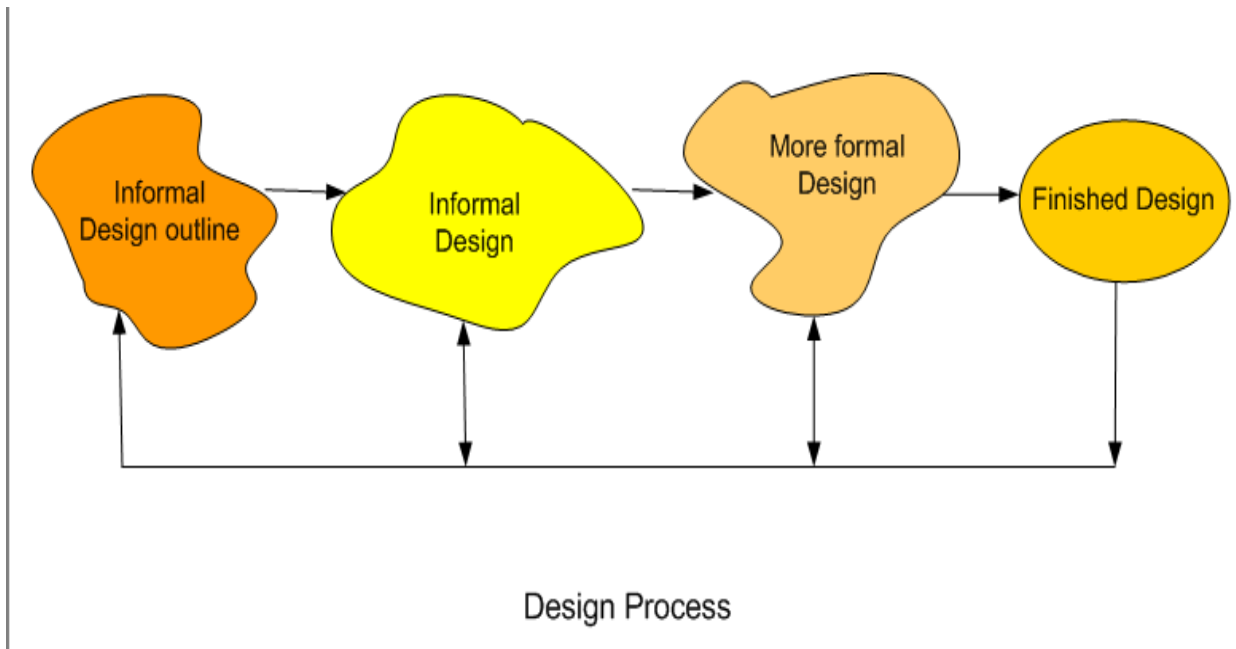 Informal
Design outline
Informal
Design
More formal
Design
Finished Design
Design Process